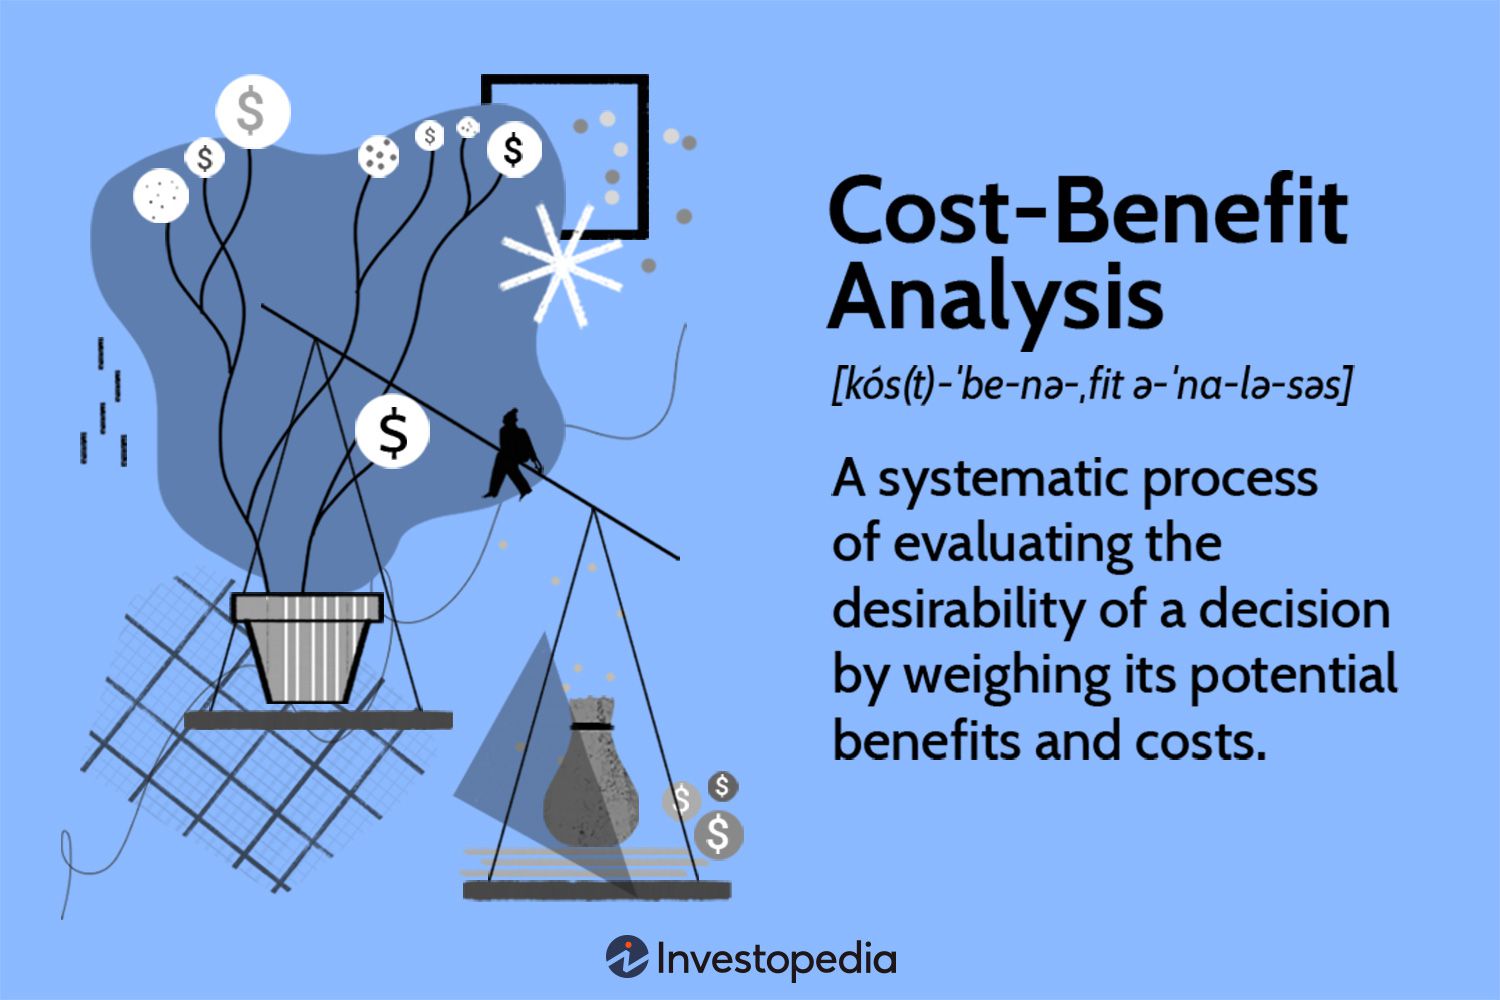 $
$
$
$
$
Cost-Benefit
Analysis
[kós(t)-ˈbe-nə-ˌfit ə-ˈnɑ-lə-səs]
A systematic process
of evaluating the
desirability of a decision
by weighing its potential
benefits and costs.
$
$
$
Investopedia